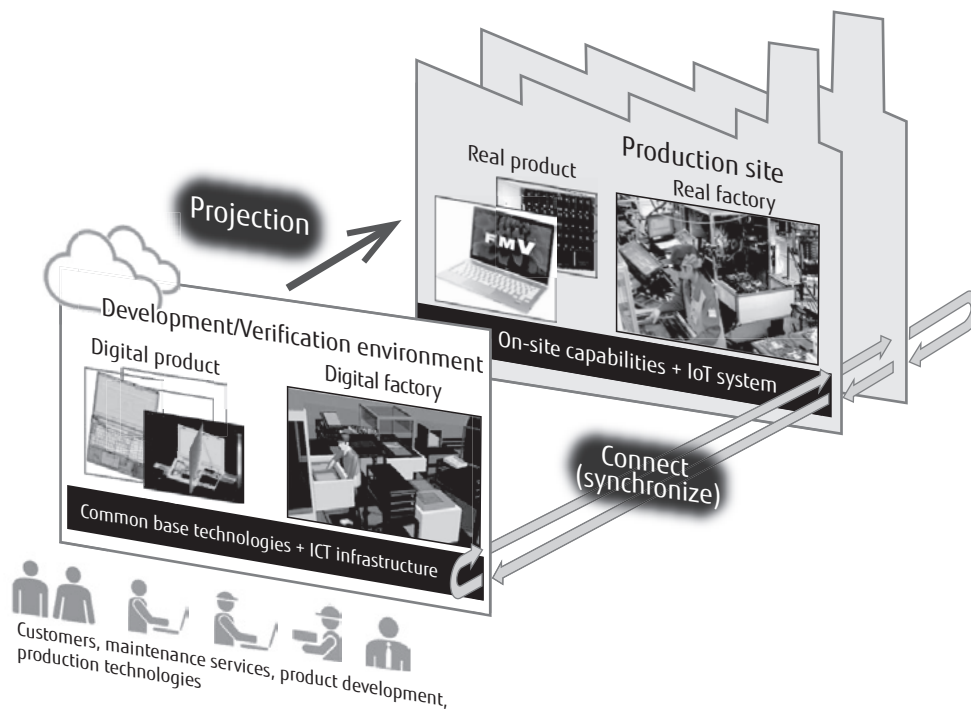 Production site
Real product
Real factory
FMV
On-site capabilities + IoT system
Projection
Development/Verification environment
Digital product
Digital factory
Common base technologies + ICT infrastructure
Connect
(synchronize)
Customers, maintenance services, product development,
production technologies